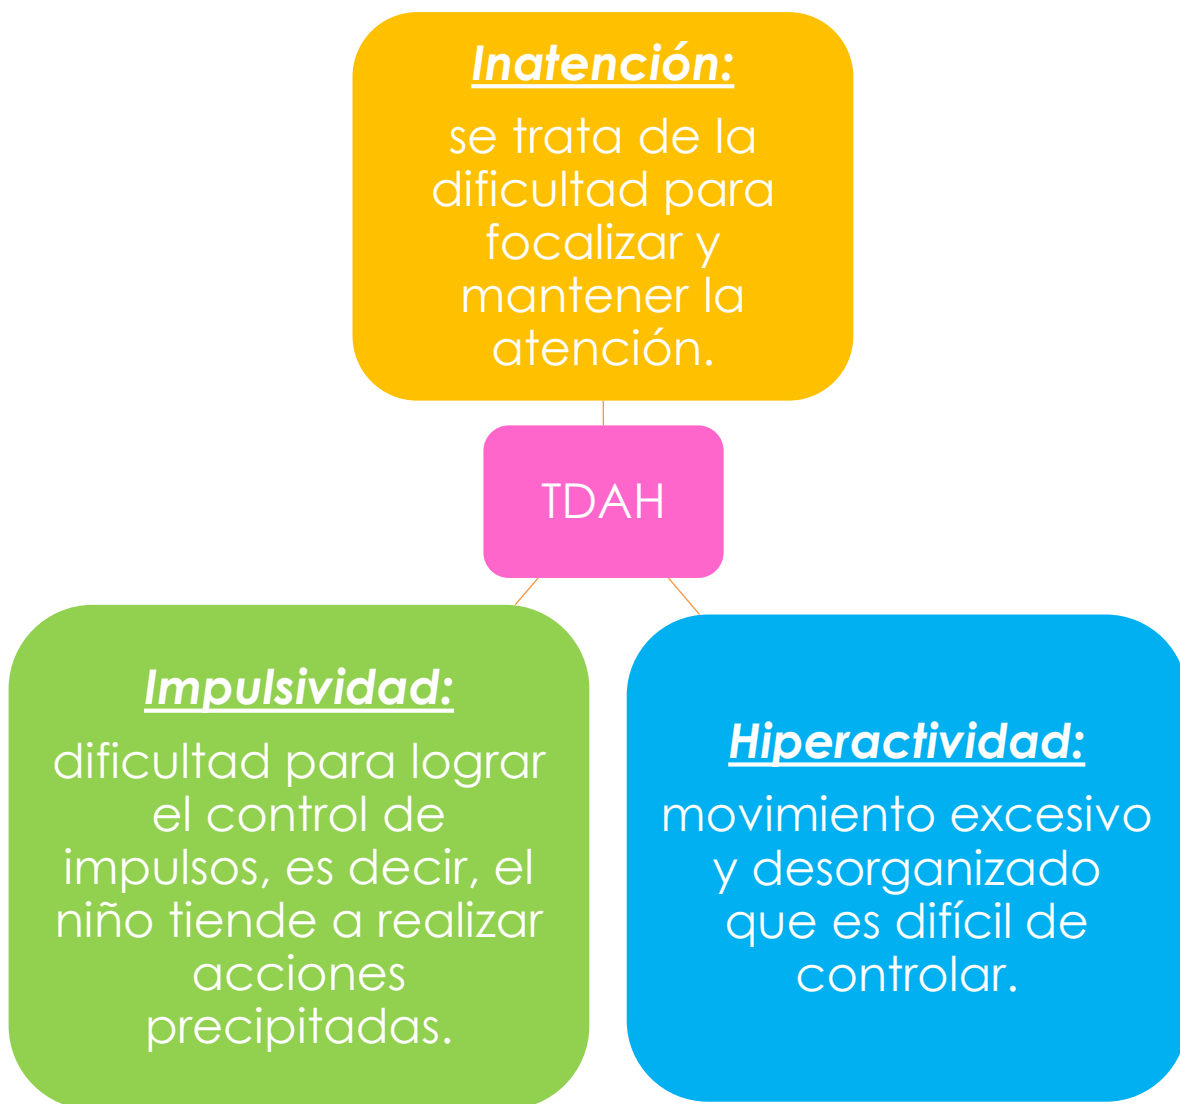 Inatención:
se trata de la
dificultad para
focalizar y
mantener la
atención.
TDAH
Impulsividad:
dificultad para lograr
el control de
impulsos, es decir, el
niño tiende a realizar
acciones
precipitadas.
Hiperactividad:
movimiento excesivo
y desorganizado
que es difícil de
controlar.